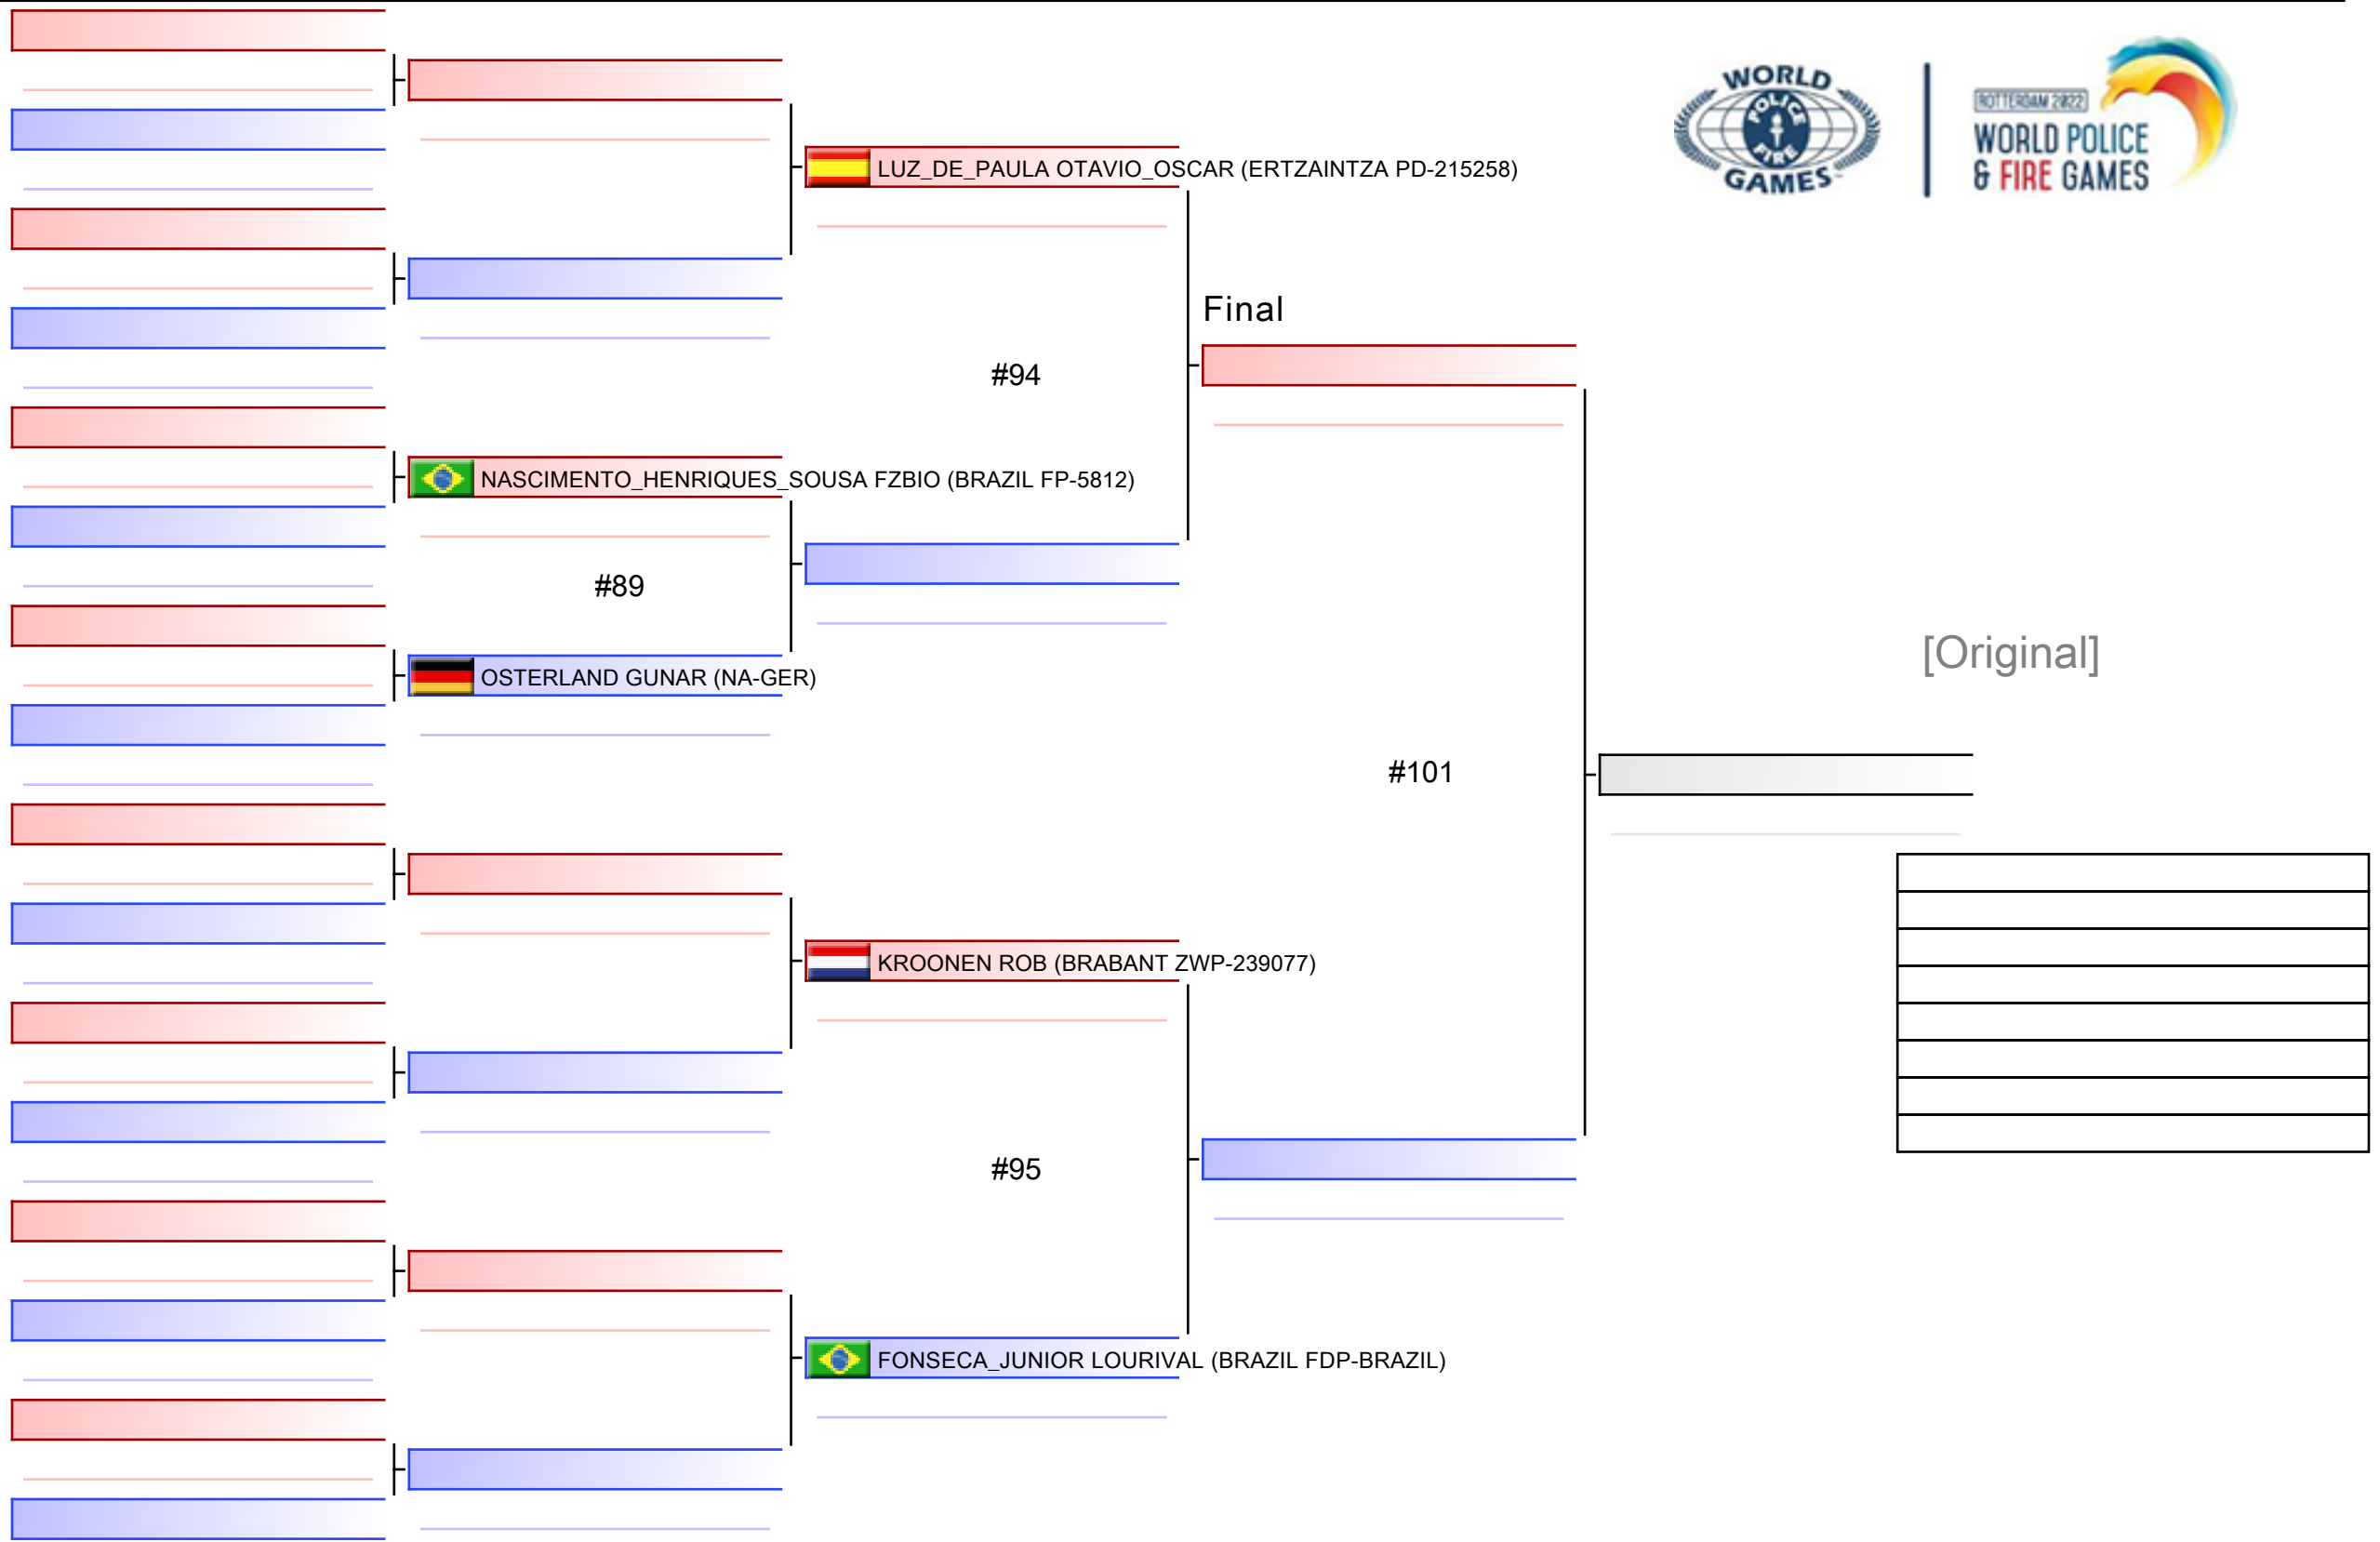 WORLD
POLICE
FIRE
GAMES
ROTTERDAM 2022
WORLD POLICE
& FIRE GAMES
LUZ_DE_PAULA OTAVIO_OSCAR (ERTZAINTZA PD-215258)
Final
#94
NASCIMENTO_HENRIQUES_SOUSA FZBIO (BRAZIL FP-5812)
#89
[Original]
OSTERLAND GUNAR (NA-GER)
#101
KROONEN ROB (BRABANT ZWP-239077)
#95
FONSECA_JUNIOR LOURIVAL (BRAZIL FDP-BRAZIL)